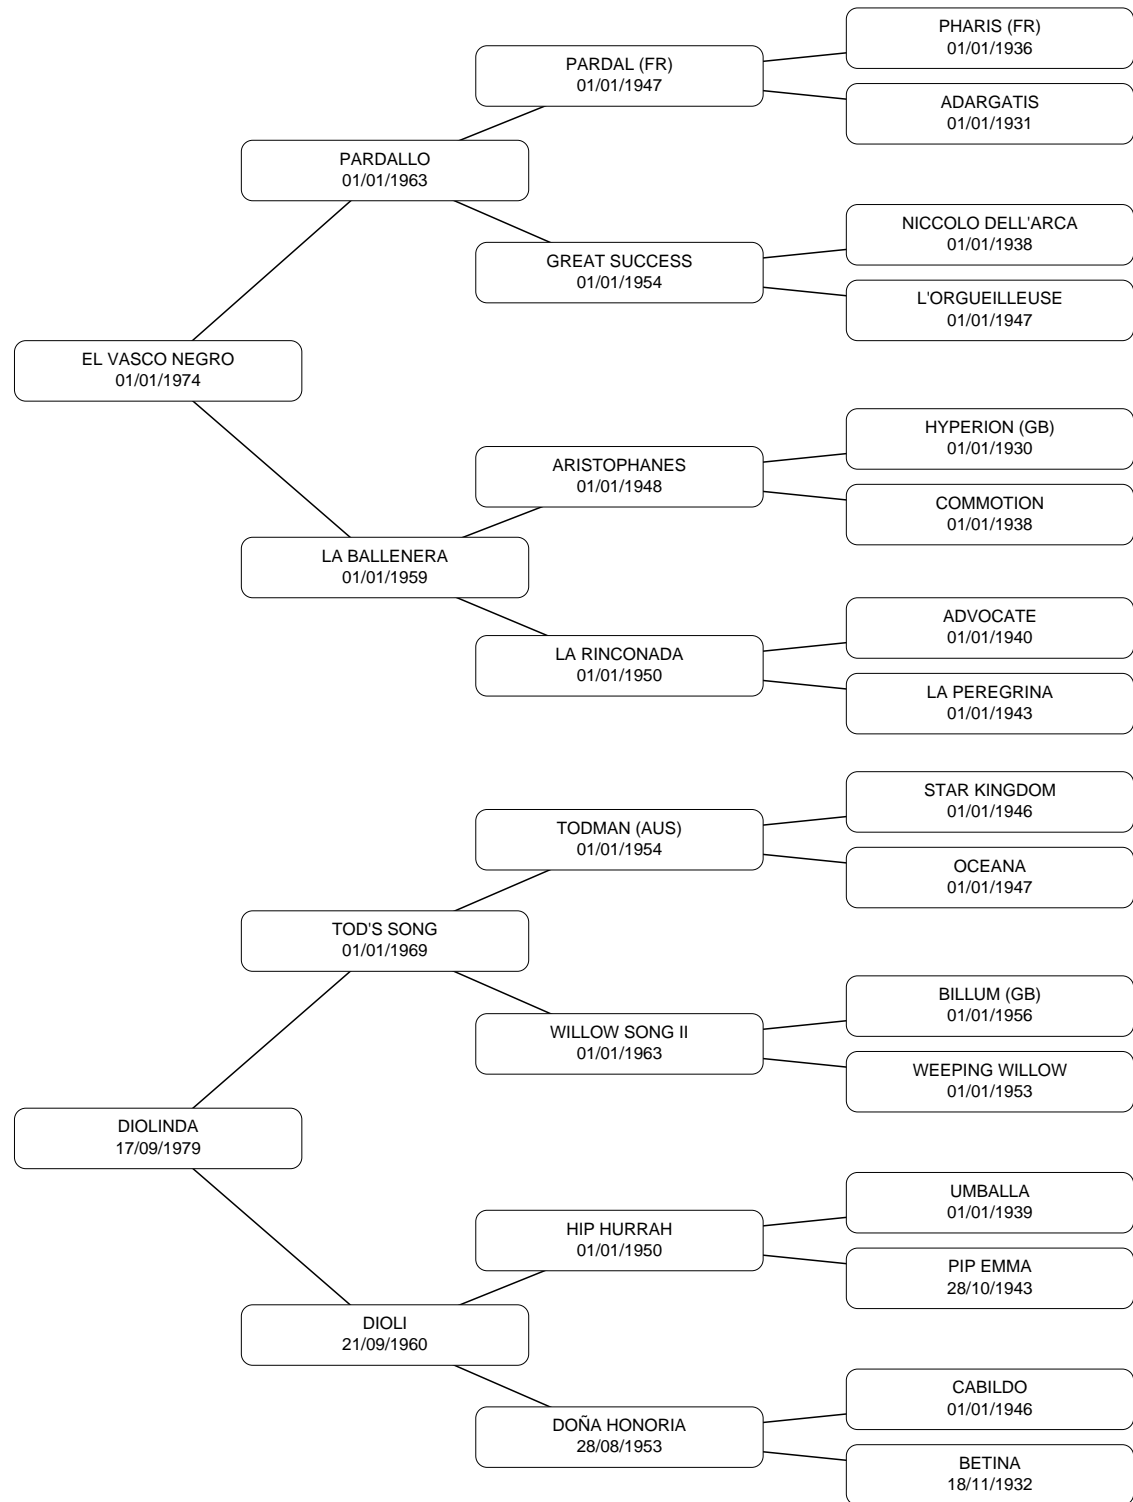 PHARIS (FR)
01/01/1936
PARDAL (FR)
01/01/1947
ADARGATIS
01/01/1931
PARDALLO
01/01/1963
NICCOLO DELL'ARCA
01/01/1938
GREAT SUCCESS
01/01/1954
L'ORGUEILLEUSE
01/01/1947
EL VASCO NEGRO
01/01/1974
HYPERION (GB)
01/01/1930
ARISTOPHANES
01/01/1948
COMMOTION
01/01/1938
LA BALLENERA
01/01/1959
ADVOCATE
01/01/1940
LA RINCONADA
01/01/1950
LA PEREGRINA
01/01/1943
STAR KINGDOM
01/01/1946
TODMAN (AUS)
01/01/1954
OCEANA
01/01/1947
TOD'S SONG
01/01/1969
BILLUM (GB)
01/01/1956
WILLOW SONG II
01/01/1963
WEEPING WILLOW
01/01/1953
DIOLINDA
17/09/1979
UMBALLA
01/01/1939
HIP HURRAH
01/01/1950
PIP EMMA
28/10/1943
DIOLI
21/09/1960
CABILDO
01/01/1946
DOÑA HONORIA
28/08/1953
BETINA
18/11/1932